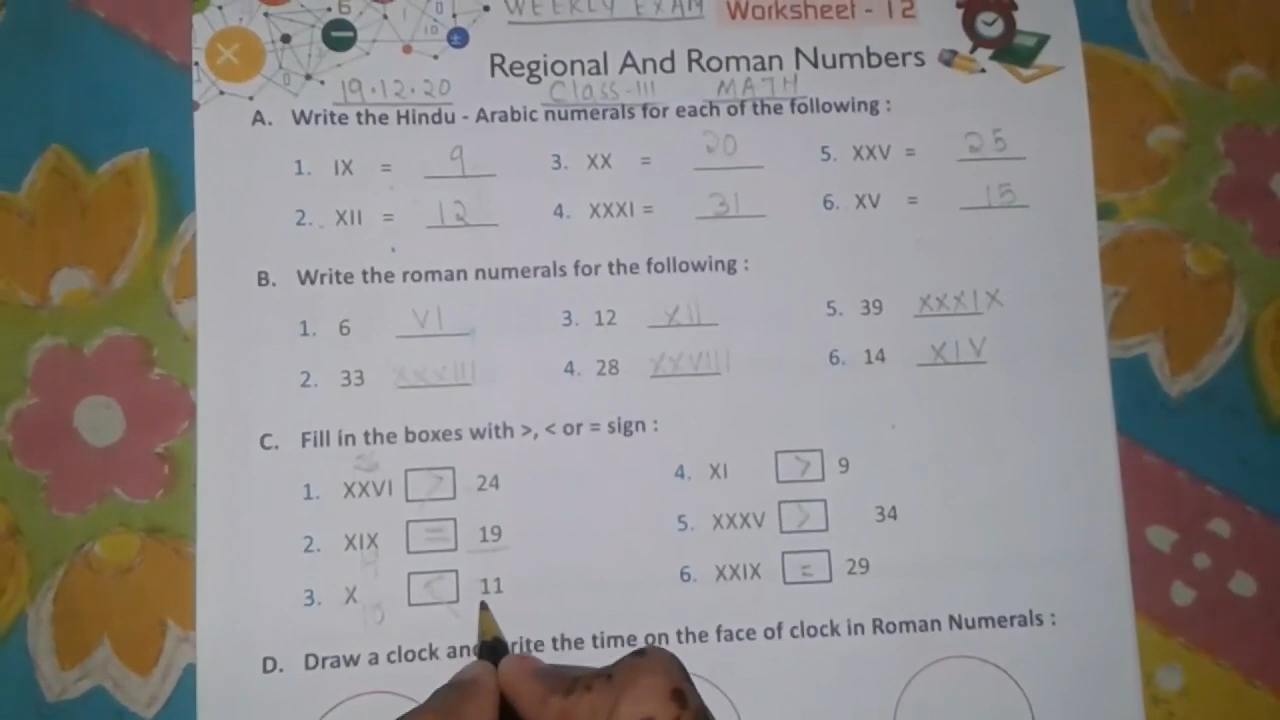 WEEKLY EXAM Worksheet - 12
Regional And Roman Numbers
19.12.20 Class-III MATH
A. Write the Hindu - Arabic numerals for each of the following :
1. IX = 9 3. XX = 20 5. XXV = 25
2. XII = 12 4. XXXI = 31 6. XV = 15
B. Write the roman numerals for the following :
1. 6 VI 3. 12 XII 5. 39 XXXIX
2. 33 XXXIII 4. 28 XXVIII 6. 14 XIV
C. Fill in the boxes with >, < or = sign :
1. XXVI > 24 4. XI > 9
2. XIX = 19 5. XXXV > 34
3. X < 11 6. XXIX = 29
10
D. Draw a clock and write the time on the face of clock in Roman Numerals :